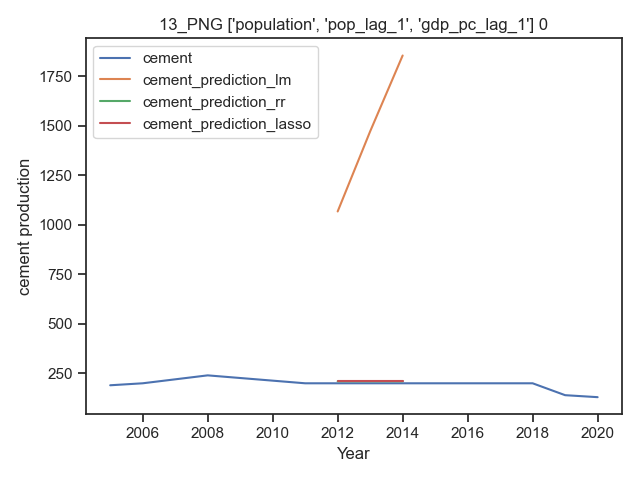 13_PNG ['population', 'pop_lag_1', 'gdp_pc_lag_1'] 0
cement
cement_prediction_lm
cement_prediction_rr
cement_prediction_lasso
cement production
1750
1500
1250
1000
750
500
250
2006 2008 2010 2012 2014 2016 2018 2020
Year